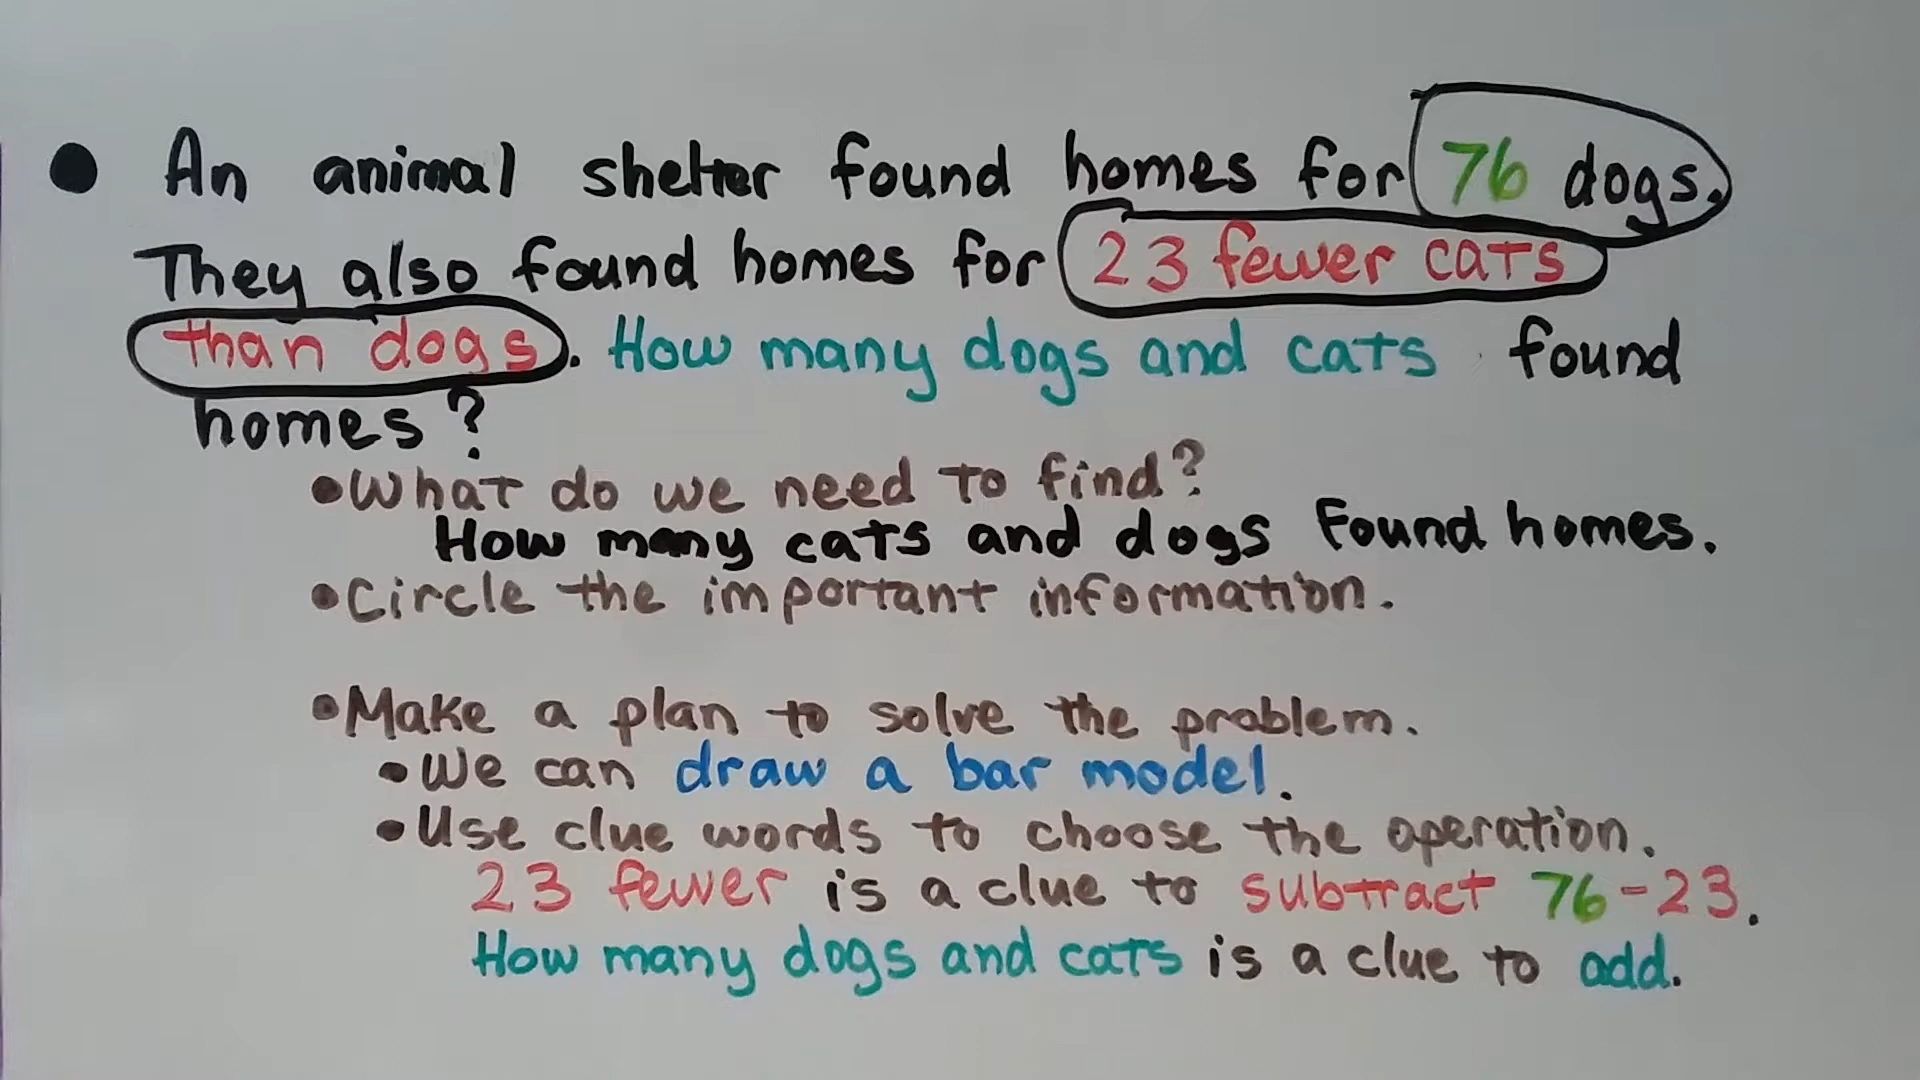 ● An animal shelter found homes for 76 dogs.
They also found homes for 23 fewer cats
than dogs. How many dogs and cats found
homes?
•What do we need to find?
How many cats and dogs found homes.
•Circle the important information.
•Make a plan to solve the problem.
•We can draw a bar model.
•Use clue words to choose the operation.
23 fewer is a clue to subtract 76-23.
How many dogs and cats is a clue to add.